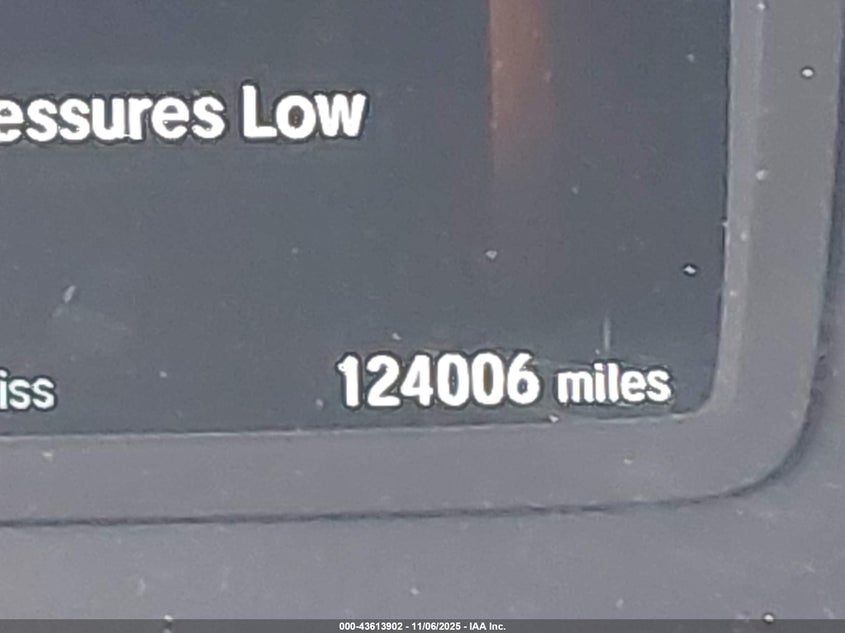 essures Low
iss
124006 miles
000-43613902 - 11/06/2025 - IAA Inc.